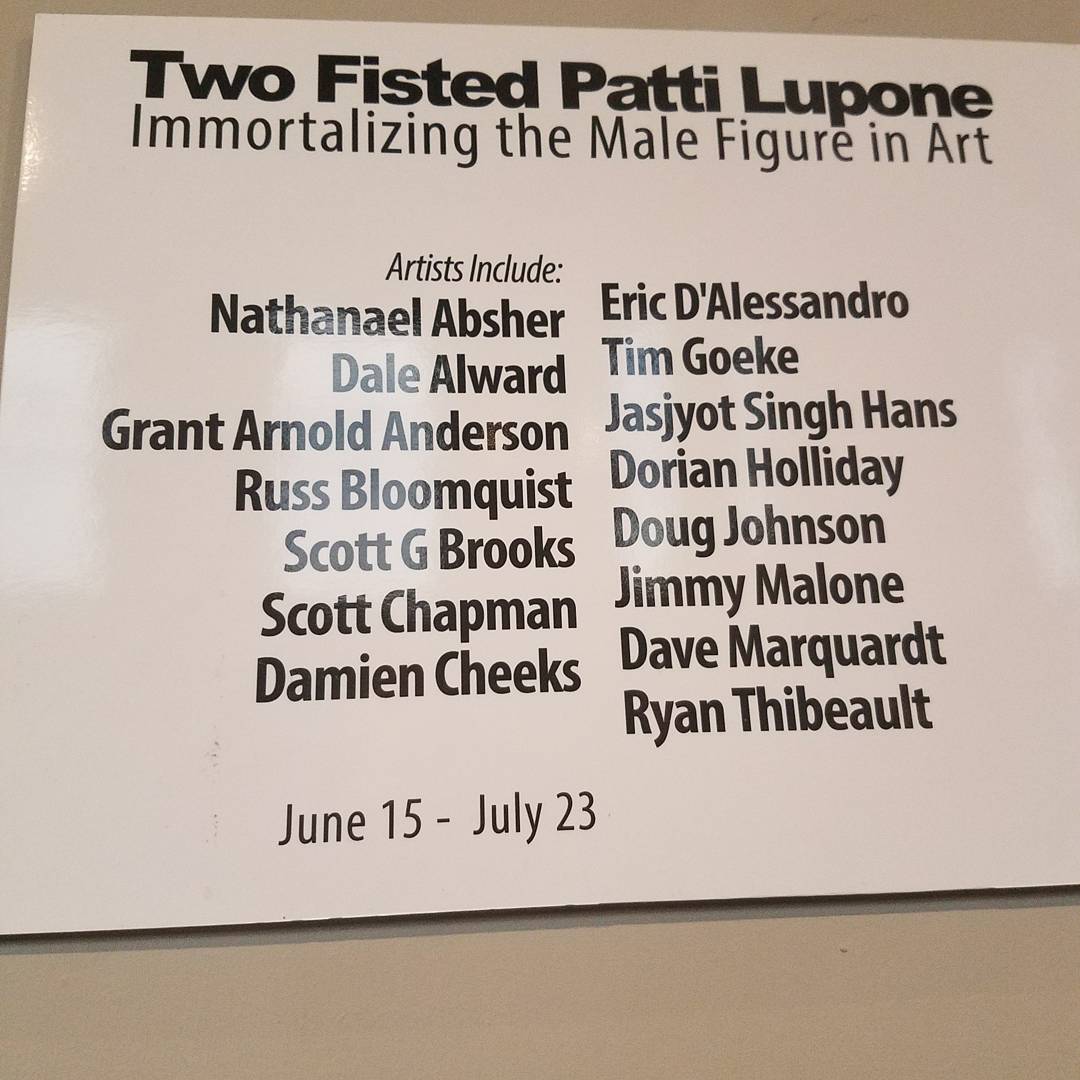 Two Fisted Patti Lupone
Immortalizing the Male Figure in Art
Artists Include:
Nathanael Absher
Dale Alward
Grant Arnold Anderson
Russ Bloomquist
Scott G Brooks
Scott Chapman
Damien Cheeks
Eric D'Alessandro
Tim Goeke
Jasjyot Singh Hans
Dorian Holliday
Doug Johnson
Jimmy Malone
Dave Marquardt
Ryan Thibeault
June 15 - July 23